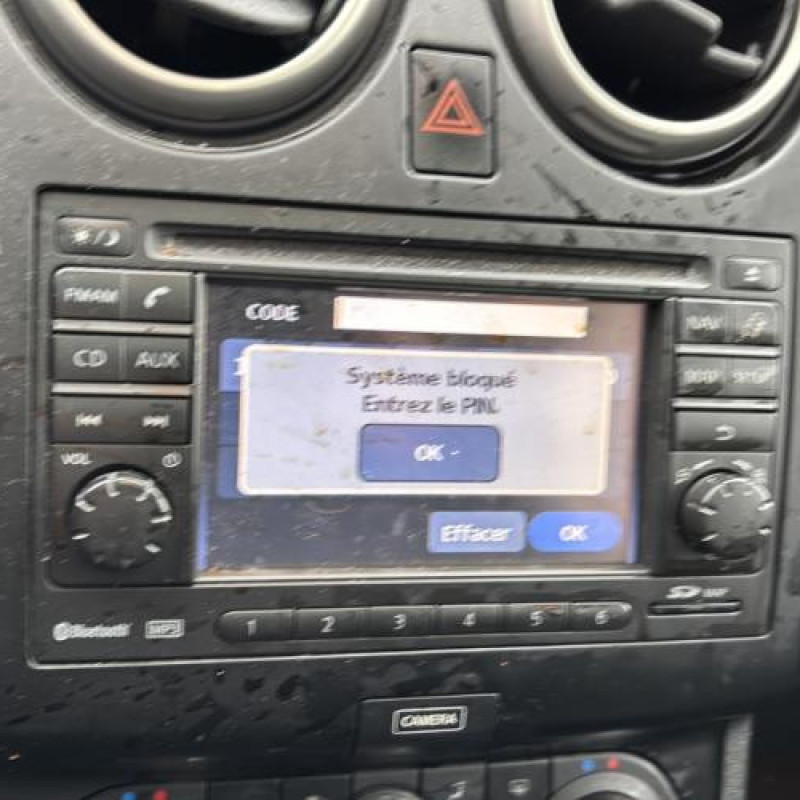 FM·AM
CODE
NAV
CD AUX
Système bloqué
Entrez le PIN.
OK
VOL
Effacer OK
Bluetooth MP3
1 2 3 4 5 6
SD MAP
CAMERA